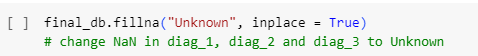 [ ] final_db.fillna("Unknown", inplace = True)
# change NaN in diag_1, diag_2 and diag_3 to Unknown